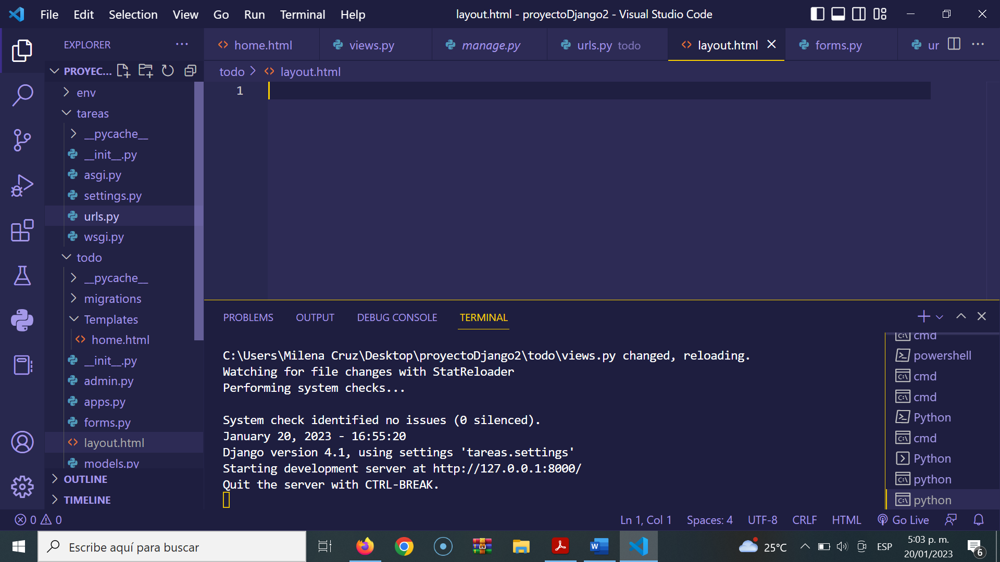 File Edit Selection View Go Run Terminal Help
layout.html - proyectoDjango2 - Visual Studio Code
EXPLORER
home.html
views.py
manage.py
urls.py todo
layout.html
forms.py
ur
PROYEC...
todo > layout.html
1
env
tareas
__pycache__
__init__.py
asgi.py
settings.py
urls.py
wsgi.py
todo
__pycache__
migrations
Templates
home.html
__init__.py
admin.py
apps.py
forms.py
layout.html
models.py
OUTLINE
TIMELINE
PROBLEMS OUTPUT DEBUG CONSOLE TERMINAL
C:\Users\Milena Cruz\Desktop\proyectoDjango2\todo\views.py changed, reloading.
Watching for file changes with StatReloader
Performing system checks...
System check identified no issues (0 silenced).
January 20, 2023 - 16:55:20
Django version 4.1, using settings 'tareas.settings'
Starting development server at http://127.0.0.1:8000/
Quit the server with CTRL-BREAK.
cmd
powershell
cmd
cmd
Python
cmd
Python
python
python
0 0
Ln 1, Col 1 Spaces: 4 UTF-8 CRLF HTML Go Live
Escribe aquí para buscar
25°C
ESP
5:03 p. m.
20/01/2023
6